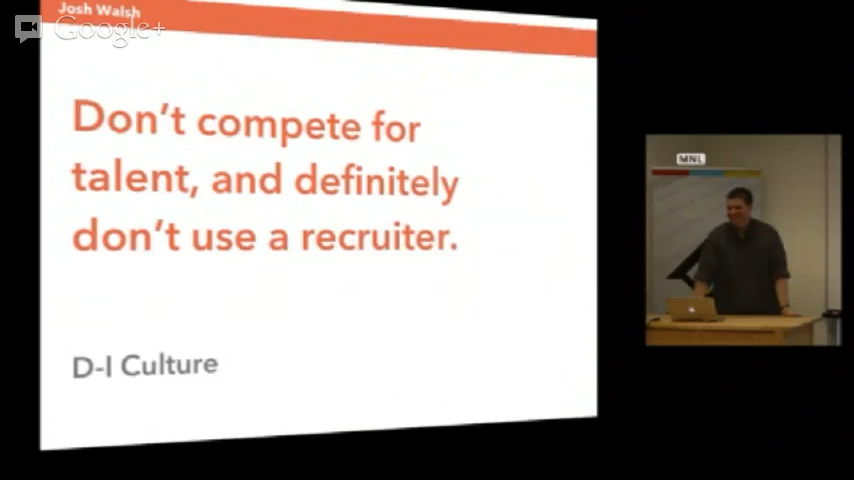 Josh Walsh
Google+
Don't compete for
talent, and definitely
don't use a recruiter.
D-I Culture
MNL